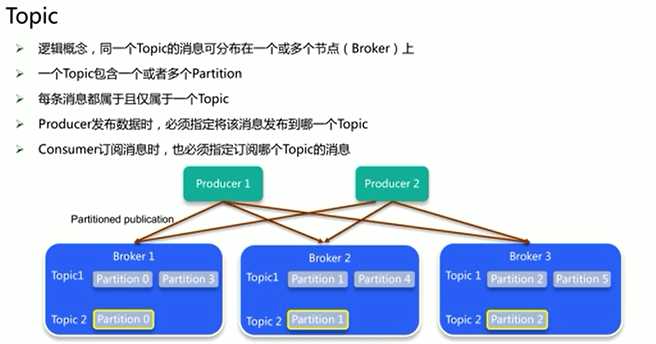 Topic
逻辑概念，同一个Topic的消息可分布在一个或多个节点（Broker）上
一个Topic包含一个或者多个Partition
每条消息都属于且仅属于一个Topic
Producer发布数据时，必须指定将该消息发布到哪一个Topic
Consumer订阅消息时，也必须指定订阅哪个Topic的消息
Producer 1
Producer 2
Partitioned publication
Broker 1
Topic1
Partition 0
Partition 3
Topic 2
Partition 0
Broker 2
Topic1
Partition 1
Partition 4
Topic 2
Partition 1
Broker 3
Topic 1
Partition 2
Partition 5
Topic 2
Partition 2